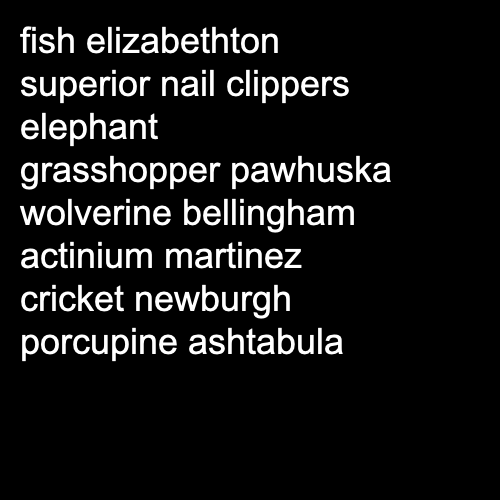 fish elizabethton
superior nail clippers
elephant
grasshopper pawhuska
wolverine bellingham
actinium martinez
cricket newburgh
porcupine ashtabula